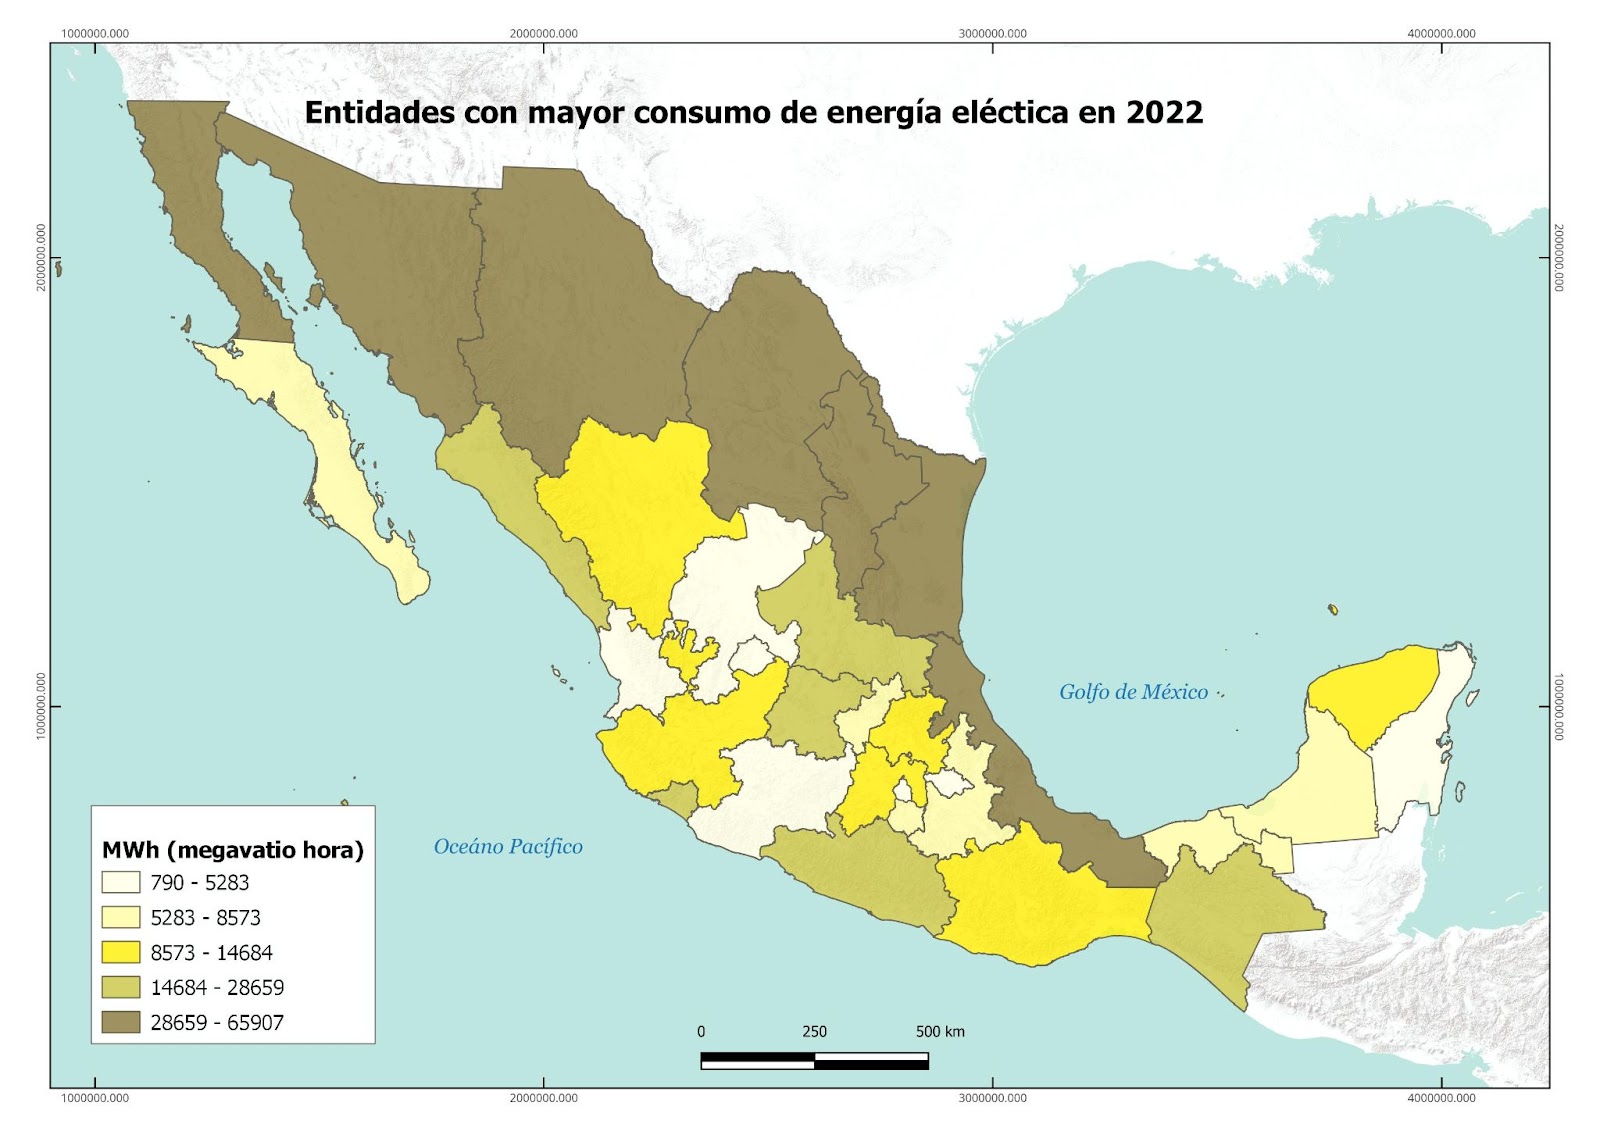 1000000.000
2000000.000
3000000.000
4000000.000
Entidades con mayor consumo de energía eléctica en 2022
2000000.000
2000000.000
1000000.000
1000000.000
Golfo de México
Oceáno Pacífico
MWh (megavatio hora)
790 - 5283
5283 - 8573
8573 - 14684
14684 - 28659
28659 - 65907
0 250 500 km
1000000.000
2000000.000
3000000.000
4000000.000